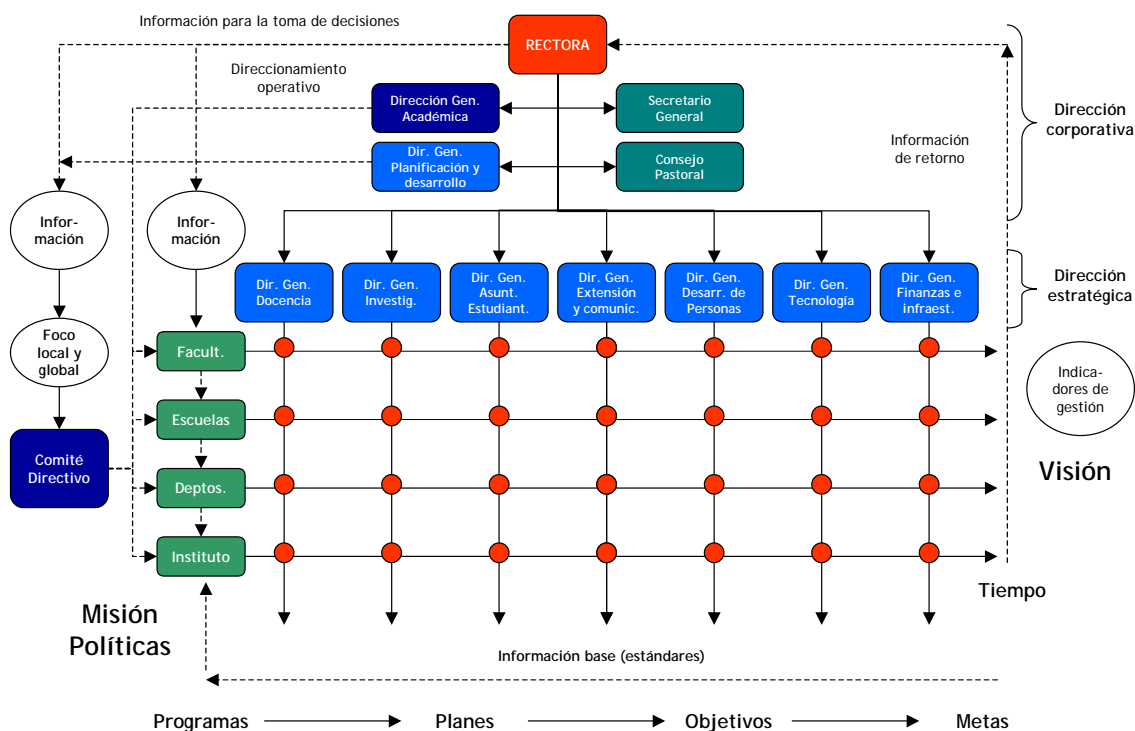 Información para la toma de decisiones
RECTORA
Direccionamiento
operativo
Dirección Gen.
Académica
Secretario
General
Dirección
corporativa
Información
de retorno
Dir. Gen.
Planificación y
desarrollo
Consejo
Pastoral
Infor-
mación
Infor-
mación
Dir. Gen.
Docencia
Dir. Gen.
Investig.
Dir. Gen.
Asunt.
Estudiant.
Dir. Gen.
Extensión
y comunic.
Dir. Gen.
Desarr. de
Personas
Dir. Gen.
Tecnología
Dir. Gen.
Finanzas e
infraest.
Dirección
estratégica
Foco
local y
global
Facult.
Indica-
dores de
gestión
Escuelas
Comité
Directivo
Visión
Deptos.
Instituto
Tiempo
Misión
Políticas
Información base (estándares)
Programas
Planes
Objetivos
Metas